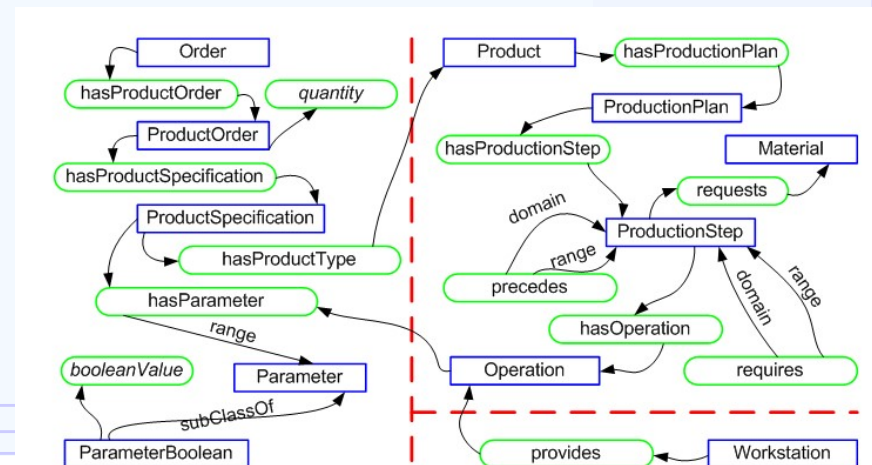 Order
hasProductOrder
quantity
ProductOrder
hasProductSpecification
ProductSpecification
hasProductType
hasParameter
range
booleanValue
Parameter
subClassOf
ParameterBoolean
Product
hasProductionPlan
ProductionPlan
hasProductionStep
Material
requests
domain
ProductionStep
range
precedes
hasOperation
domain
range
Operation
requires
provides
Workstation